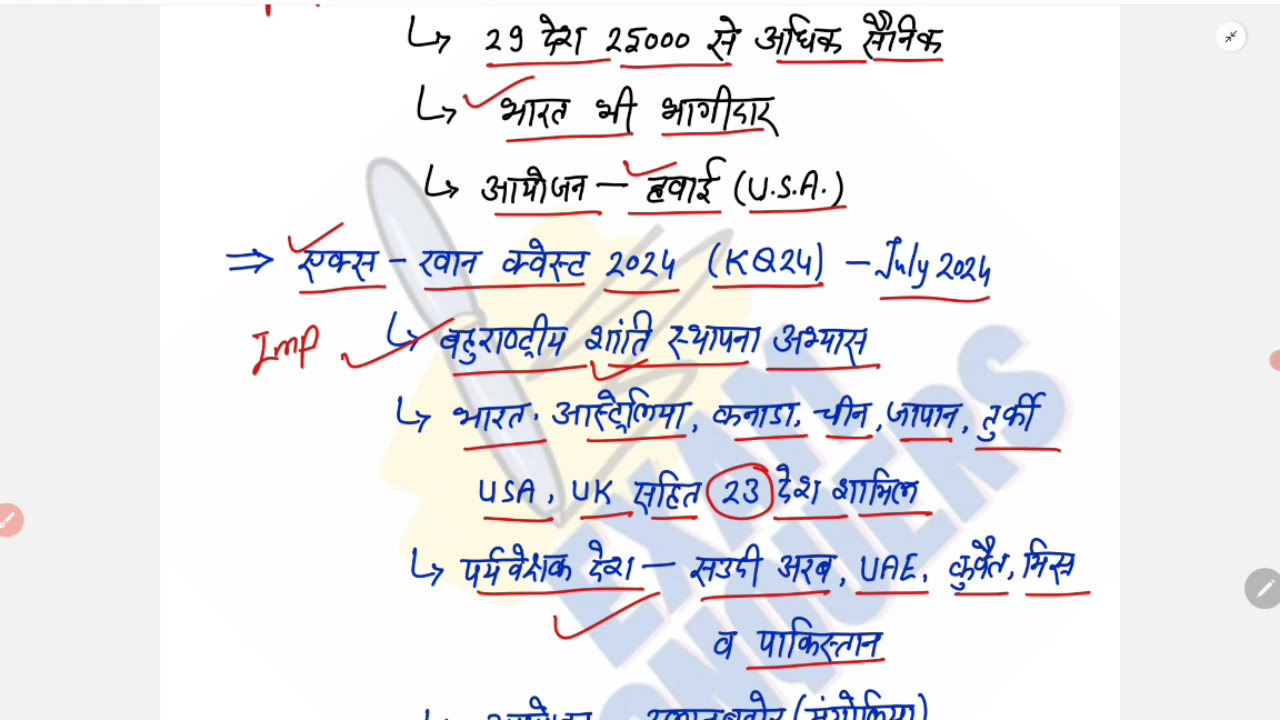 ↳ 29 देश 25000 से अधिक सैनिक
↳ भारत भी भागीदार
↳ आयोजन – हवाई (U.S.A.)
⇒ एक्स – खान क्वेस्ट 2024 (KQ24) – July 2024
Imp ↳ बहुराष्ट्रीय शांति स्थापना अभ्यास
↳ भारत, आस्ट्रेलिया, कनाडा, चीन, जापान, तुर्की
USA, UK सहित 23 देश शामिल
↳ पर्यवेक्षक देश – सउदी अरब, UAE, कुवैत, मिस्र
व पाकिस्तान
(मंगोलिया)
EXAM